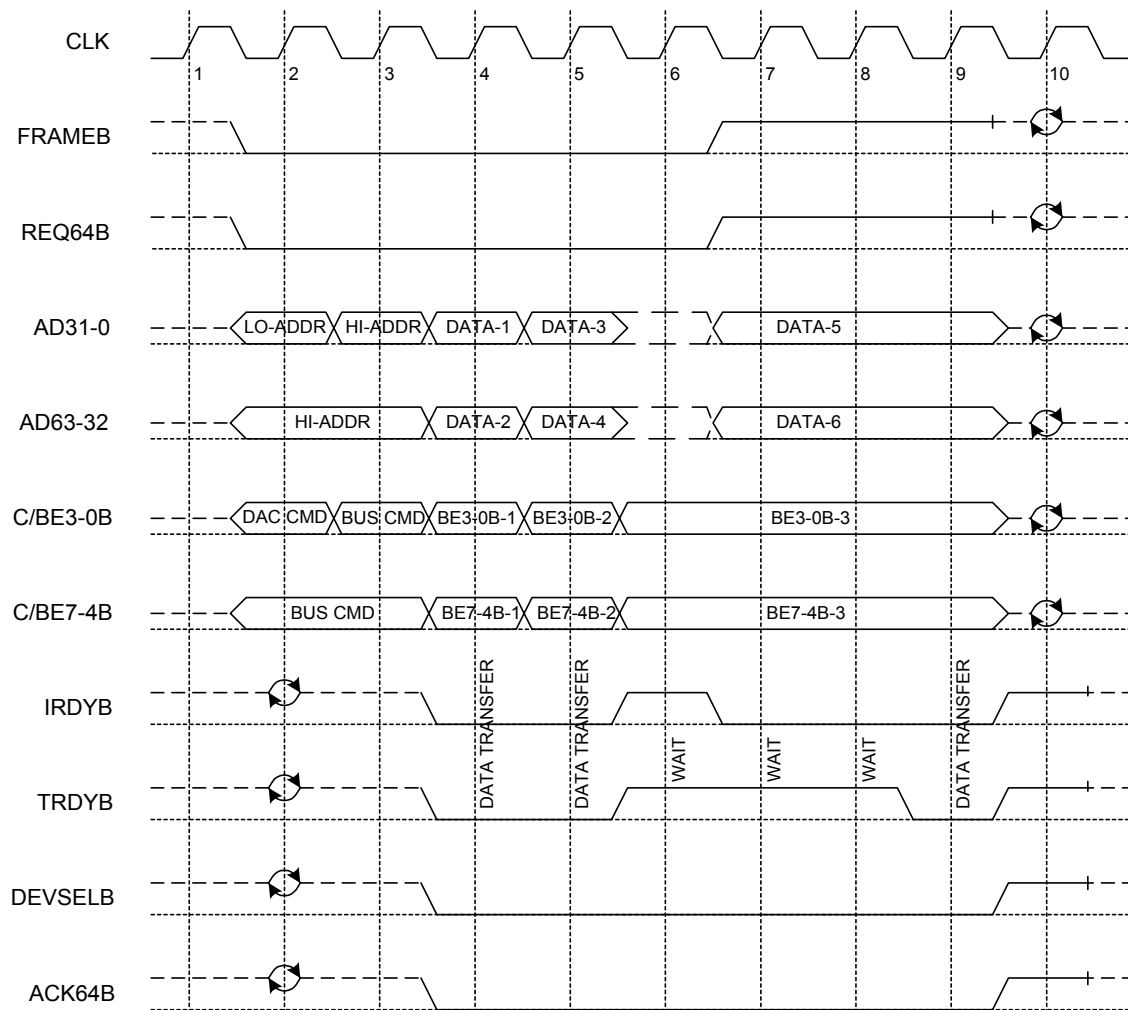 CLK
1 2 3 4 5 6 7 8 9 10
FRAMEB
REQ64B
AD31-0 LO-ADDR HI-ADDR DATA-1 DATA-3 DATA-5
AD63-32 HI-ADDR DATA-2 DATA-4 DATA-6
C/BE3-0B DAC CMD BUS CMD BE3-0B-1 BE3-0B-2 BE3-0B-3
C/BE7-4B BUS CMD BE7-4B-1 BE7-4B-2 BE7-4B-3
IRDYB
DATA TRANSFER
DATA TRANSFER
WAIT
WAIT
WAIT
DATA TRANSFER
TRDYB
DEVSELB
ACK64B